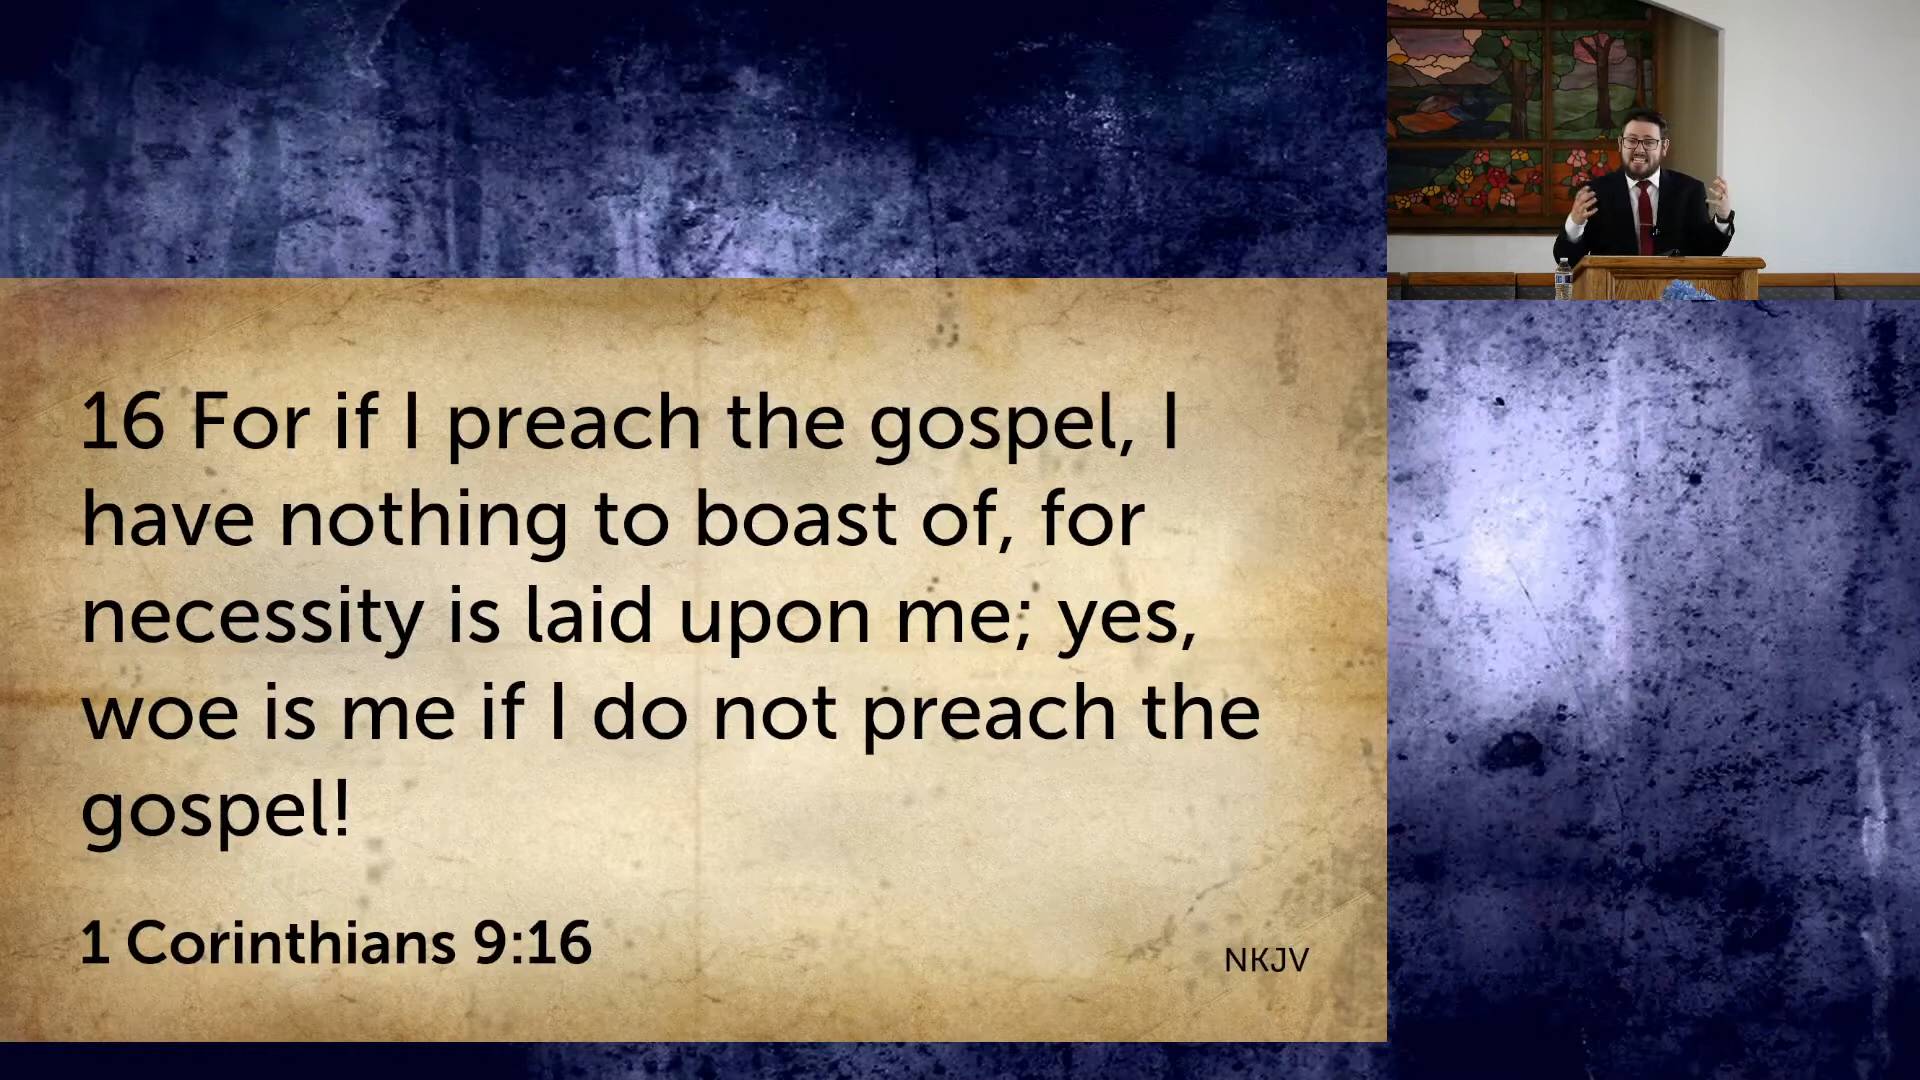 16 For if I preach the gospel, I
have nothing to boast of, for
necessity is laid upon me; yes,
woe is me if I do not preach the
gospel!
1 Corinthians 9:16
NKJV